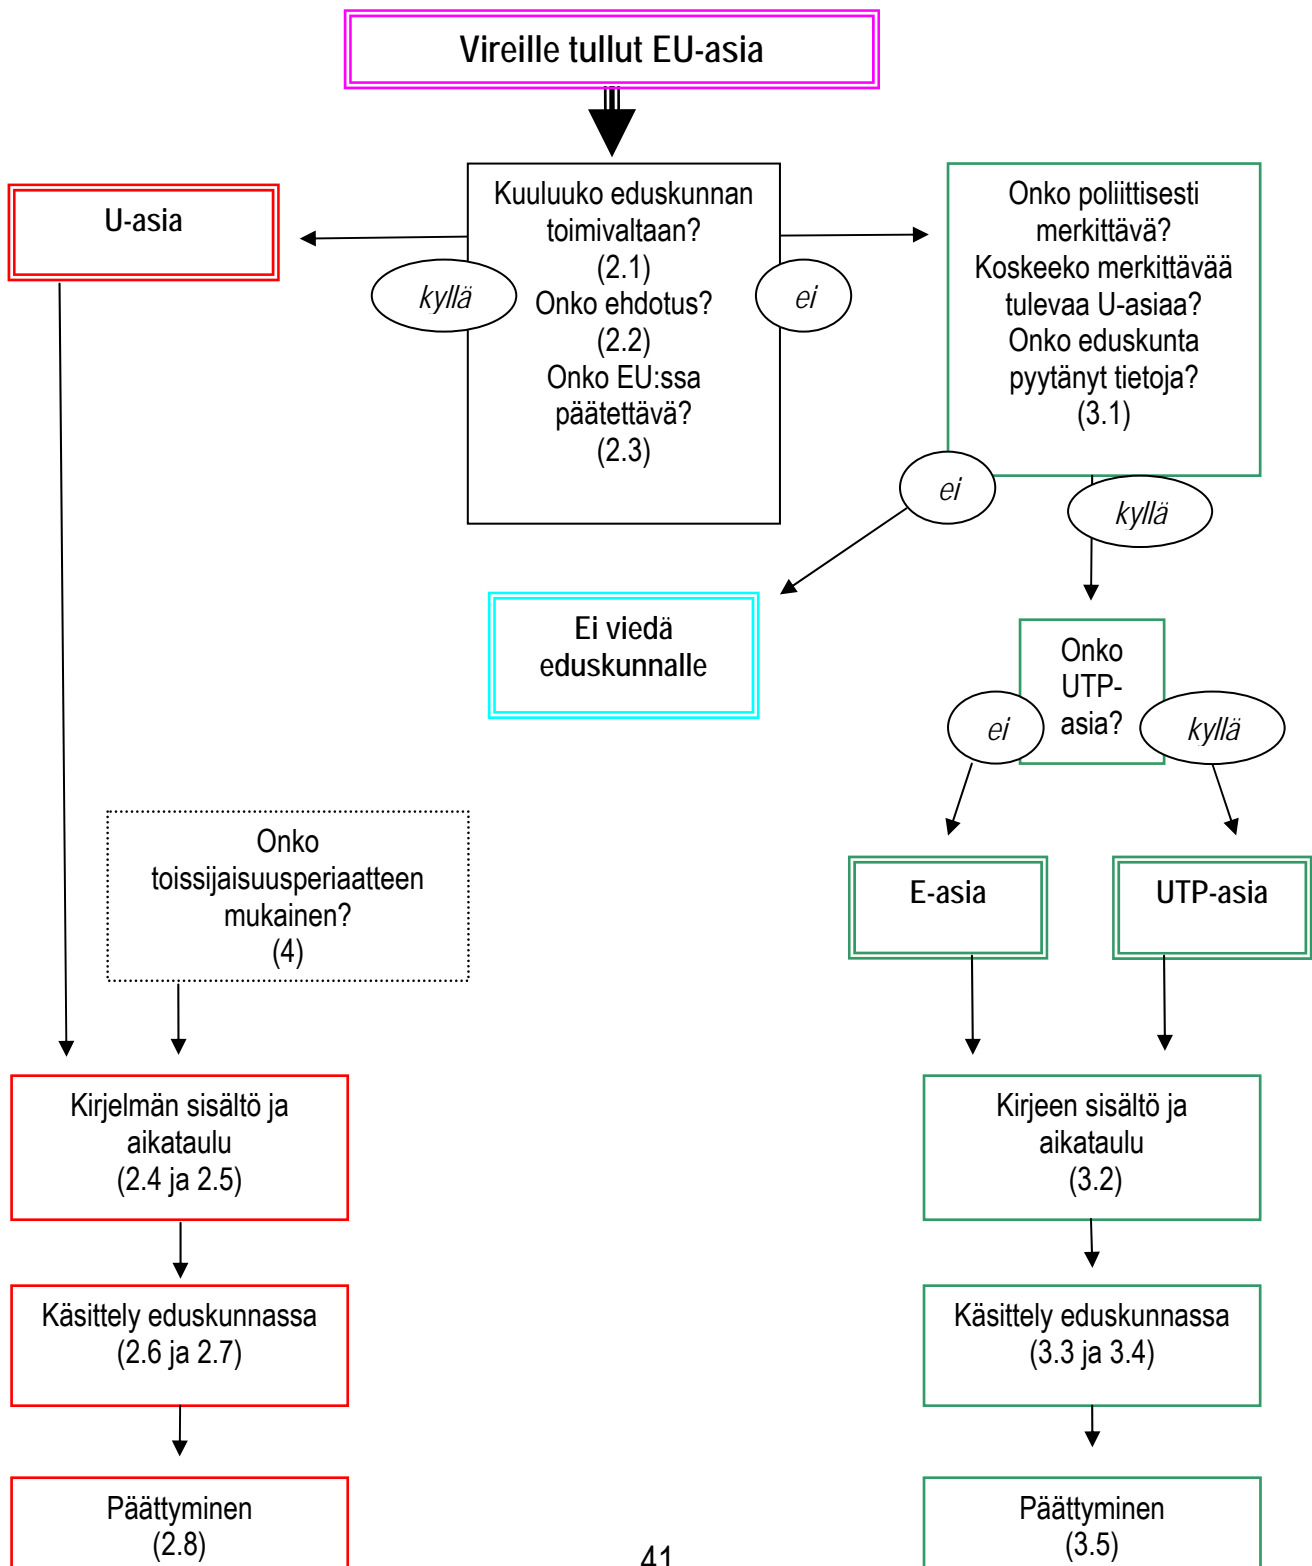 Vireille tullut EU-asia
U-asia
Kuuluuko eduskunnan
toimivaltaan?
(2.1)
Onko ehdotus?
(2.2)
Onko EU:ssa
päätettävä?
(2.3)
kyllä
ei
Onko poliittisesti
merkittävä?
Koskeeko merkittävää
tulevaa U-asiaa?
Onko eduskunta
pyytänyt tietoja?
(3.1)
ei
kyllä
Ei viedä
eduskunnalle
Onko
UTP-
asia?
ei
kyllä
Onko
toissijaisuusperiaatteen
mukainen?
(4)
E-asia
UTP-asia
Kirjelmän sisältö ja
aikataulu
(2.4 ja 2.5)
Kirjeen sisältö ja
aikataulu
(3.2)
Käsittely eduskunnassa
(2.6 ja 2.7)
Käsittely eduskunnassa
(3.3 ja 3.4)
Päättyminen
(2.8)
Päättyminen
(3.5)
41